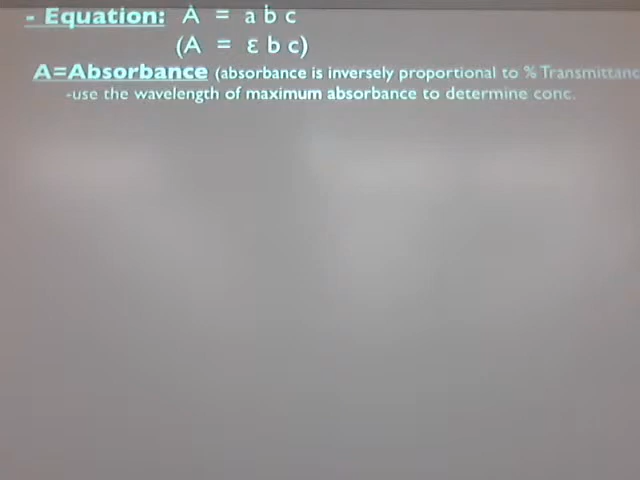 - Equation: A = a b c
(A = ε b c)
A=Absorbance (absorbance is inversely proportional to % Transmittanc
-use the wavelength of maximum absorbance to determine conc.